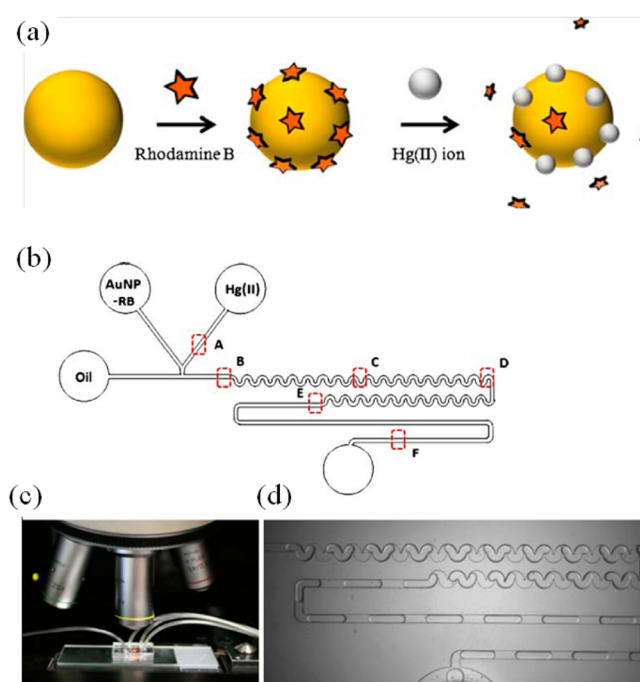 (a)
Rhodamine B
Hg(II) ion
(b)
AuNP
-RB
Hg(II)
A
Oil
B
C
D
E
F
(c)
(d)